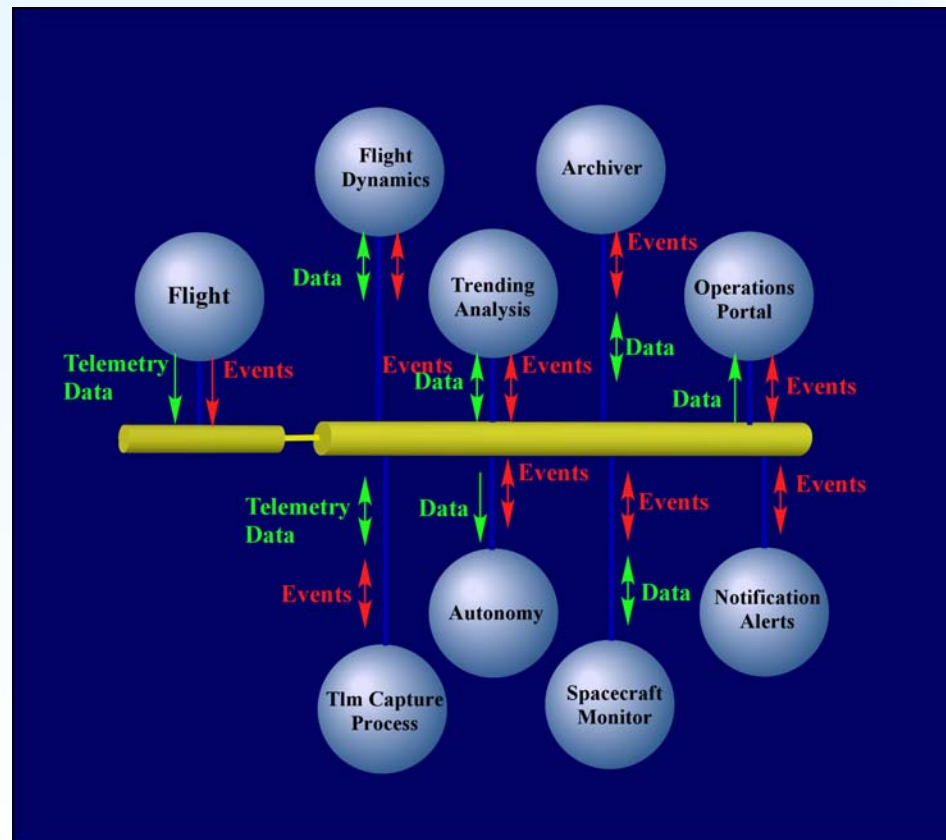 Flight
Dynamics
Archiver
Events
Data
Trending
Analysis
Operations
Portal
Flight
Data
Telemetry
Data
Events
Events
Data
Events
Events
Data
Telemetry
Data
Data
Events
Events
Events
Events
Data
Autonomy
Notification
Alerts
Tlm Capture
Process
Spacecraft
Monitor